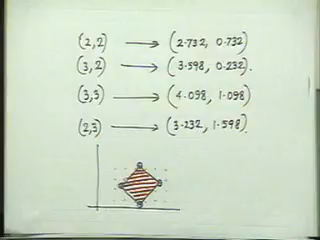 (2,2) → (2.732, 0.732)
(3,2) → (3.598, 0.232).
(3,3) → (4.098, 1.098)
(2,3) → (3.232, 1.598).